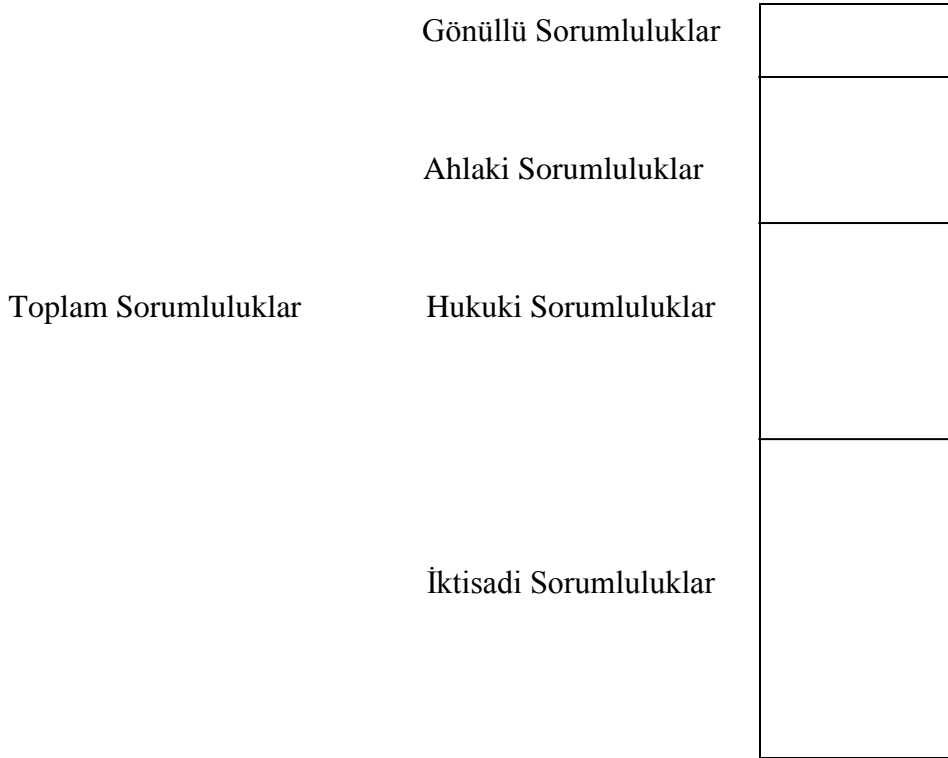 Gönüllü Sorumluluklar
Ahlaki Sorumluluklar
Toplam Sorumluluklar
Hukuki Sorumluluklar
İktisadi Sorumluluklar